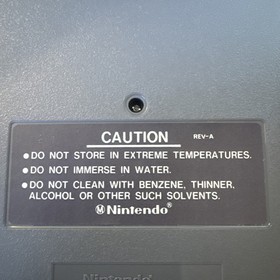 CAUTION REV-A
●DO NOT STORE IN EXTREME TEMPERATURES.
●DO NOT IMMERSE IN WATER.
●DO NOT CLEAN WITH BENZENE, THINNER,
ALCOHOL OR OTHER SUCH SOLVENTS.
Ⓜ Nintendo®
Nintendo